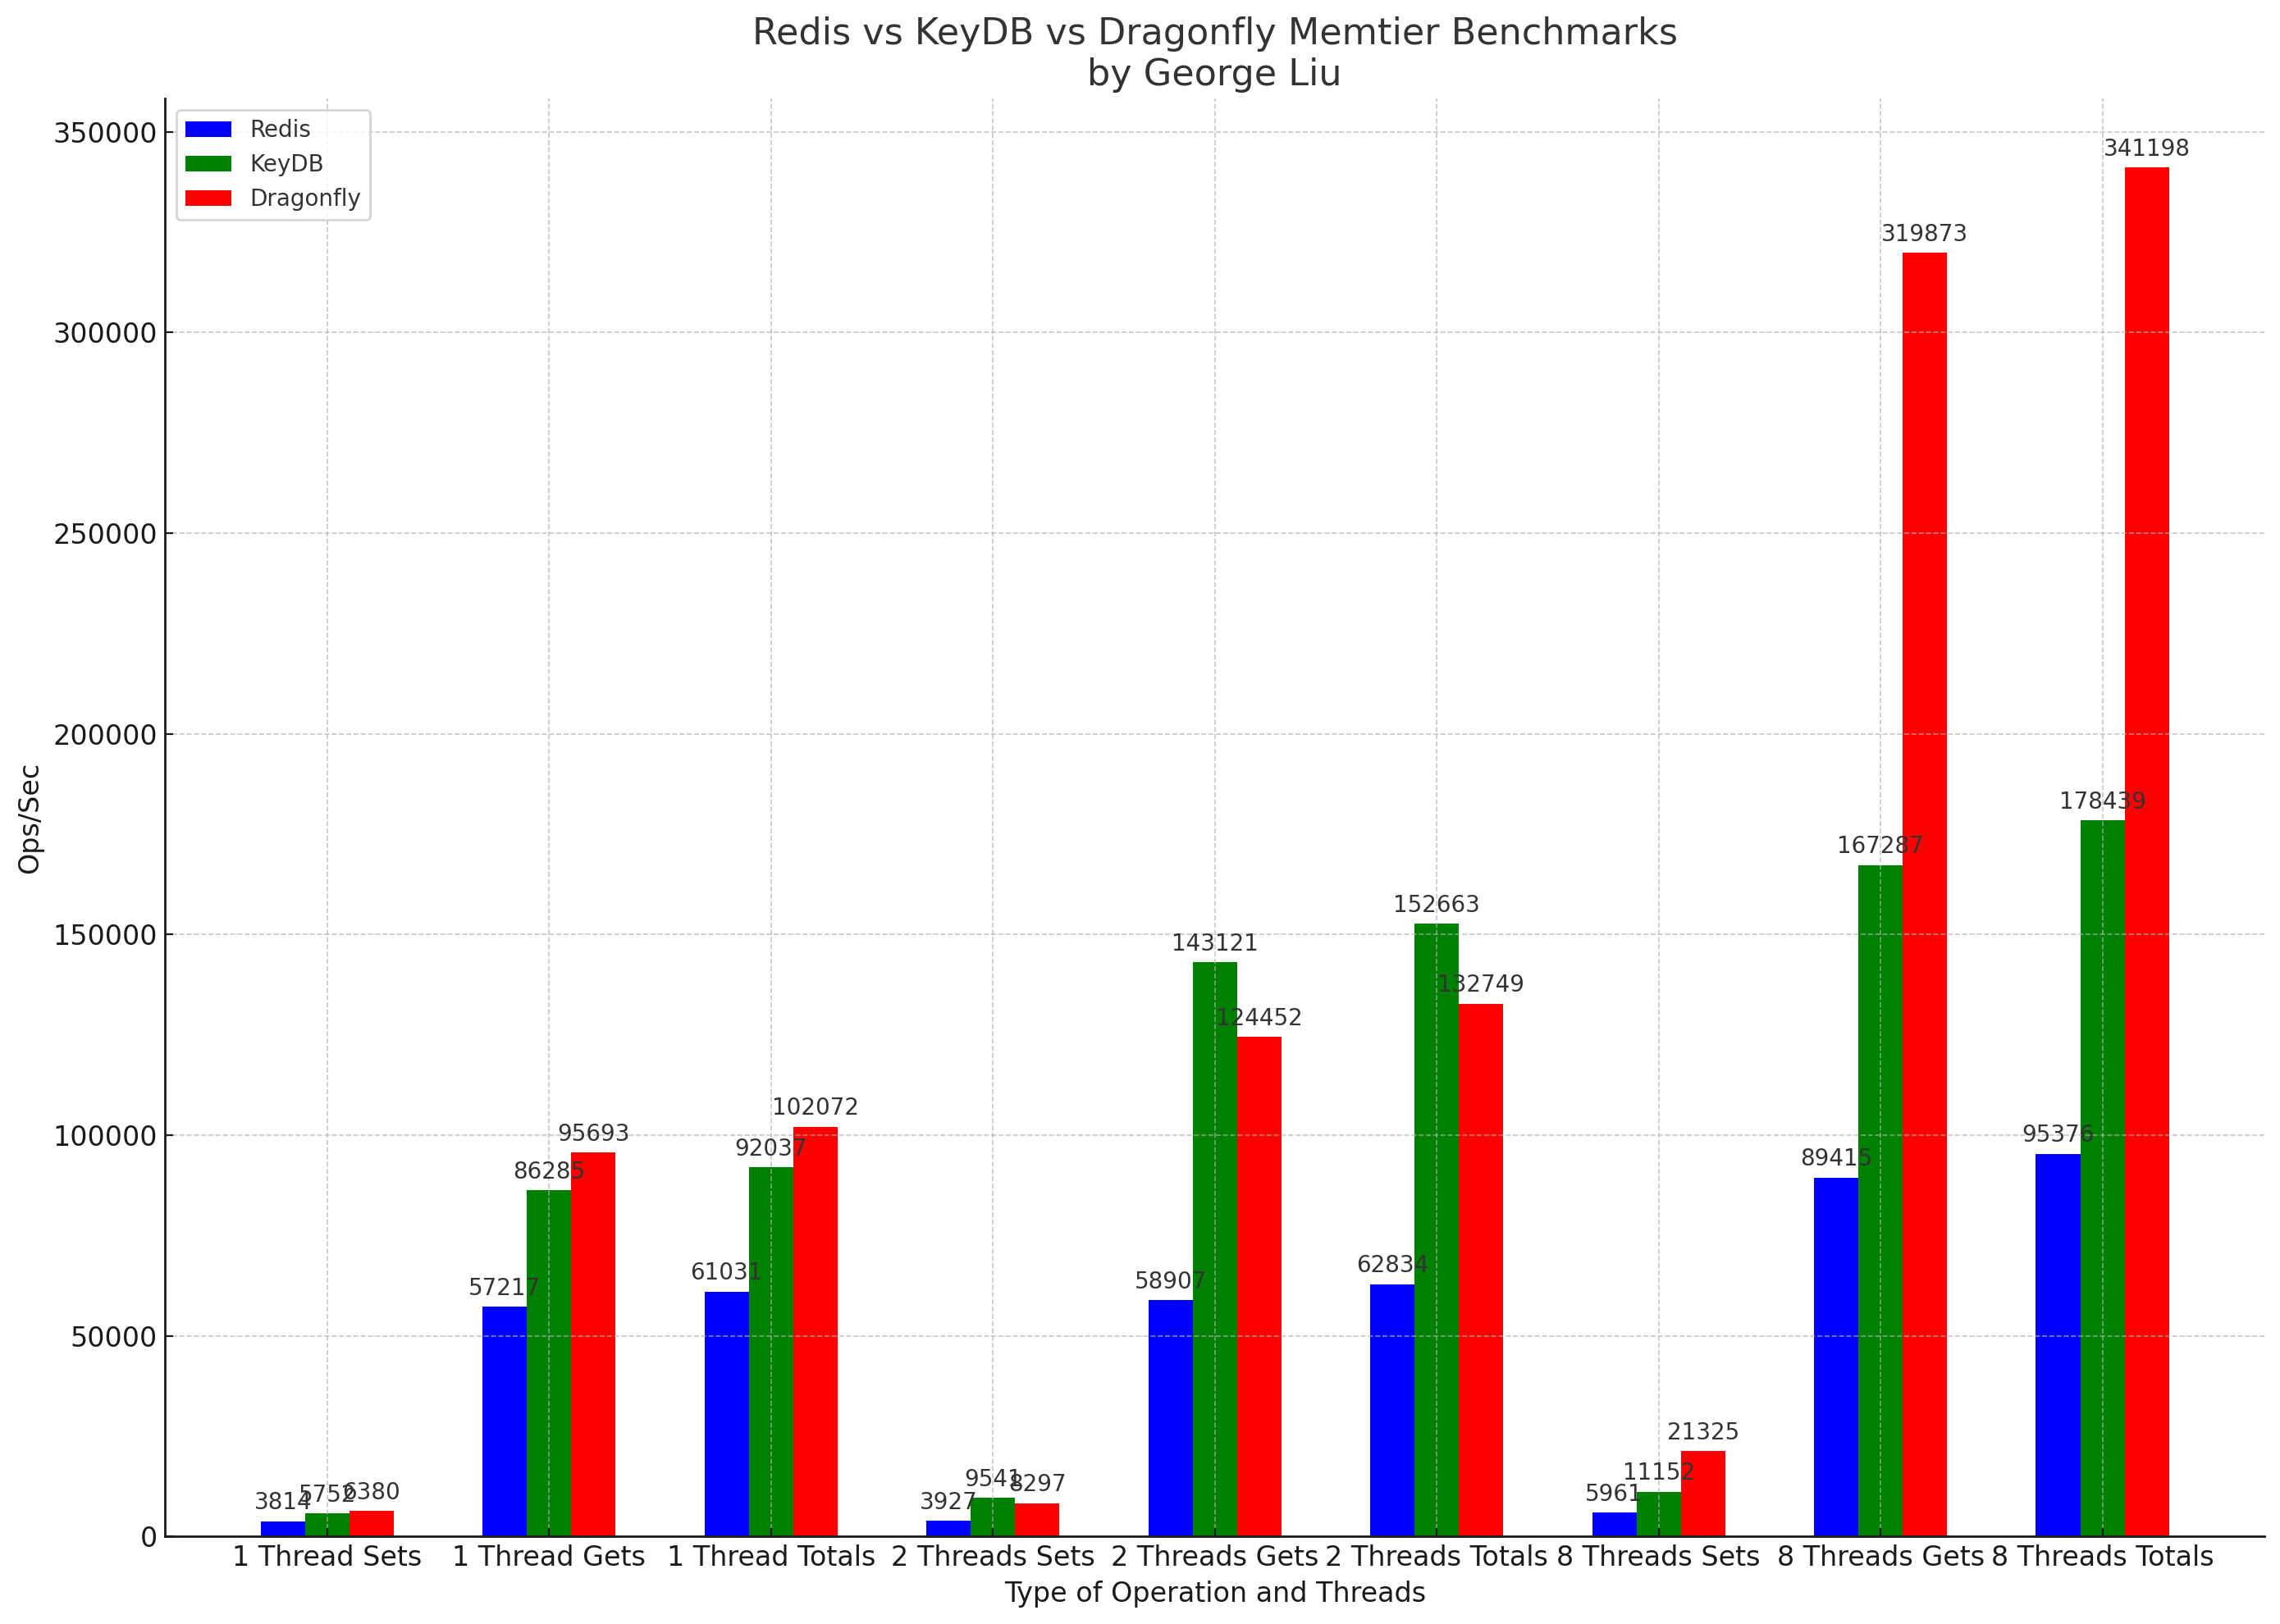 Redis vs KeyDB vs Dragonfly Memtier Benchmarks
by George Liu
Redis
KeyDB
Dragonfly
Ops/Sec
350000
300000
250000
200000
150000
100000
50000
0
3814 5752 6380
57217 86285 95693
61031 92037 102072
3927 9541 8297
58907 143121 124452
62834 152663 132749
5961 11152 21325
89415 167287 319873
95376 178439 341198
1 Thread Sets 1 Thread Gets 1 Thread Totals 2 Threads Sets 2 Threads Gets 2 Threads Totals 8 Threads Sets 8 Threads Gets 8 Threads Totals
Type of Operation and Threads